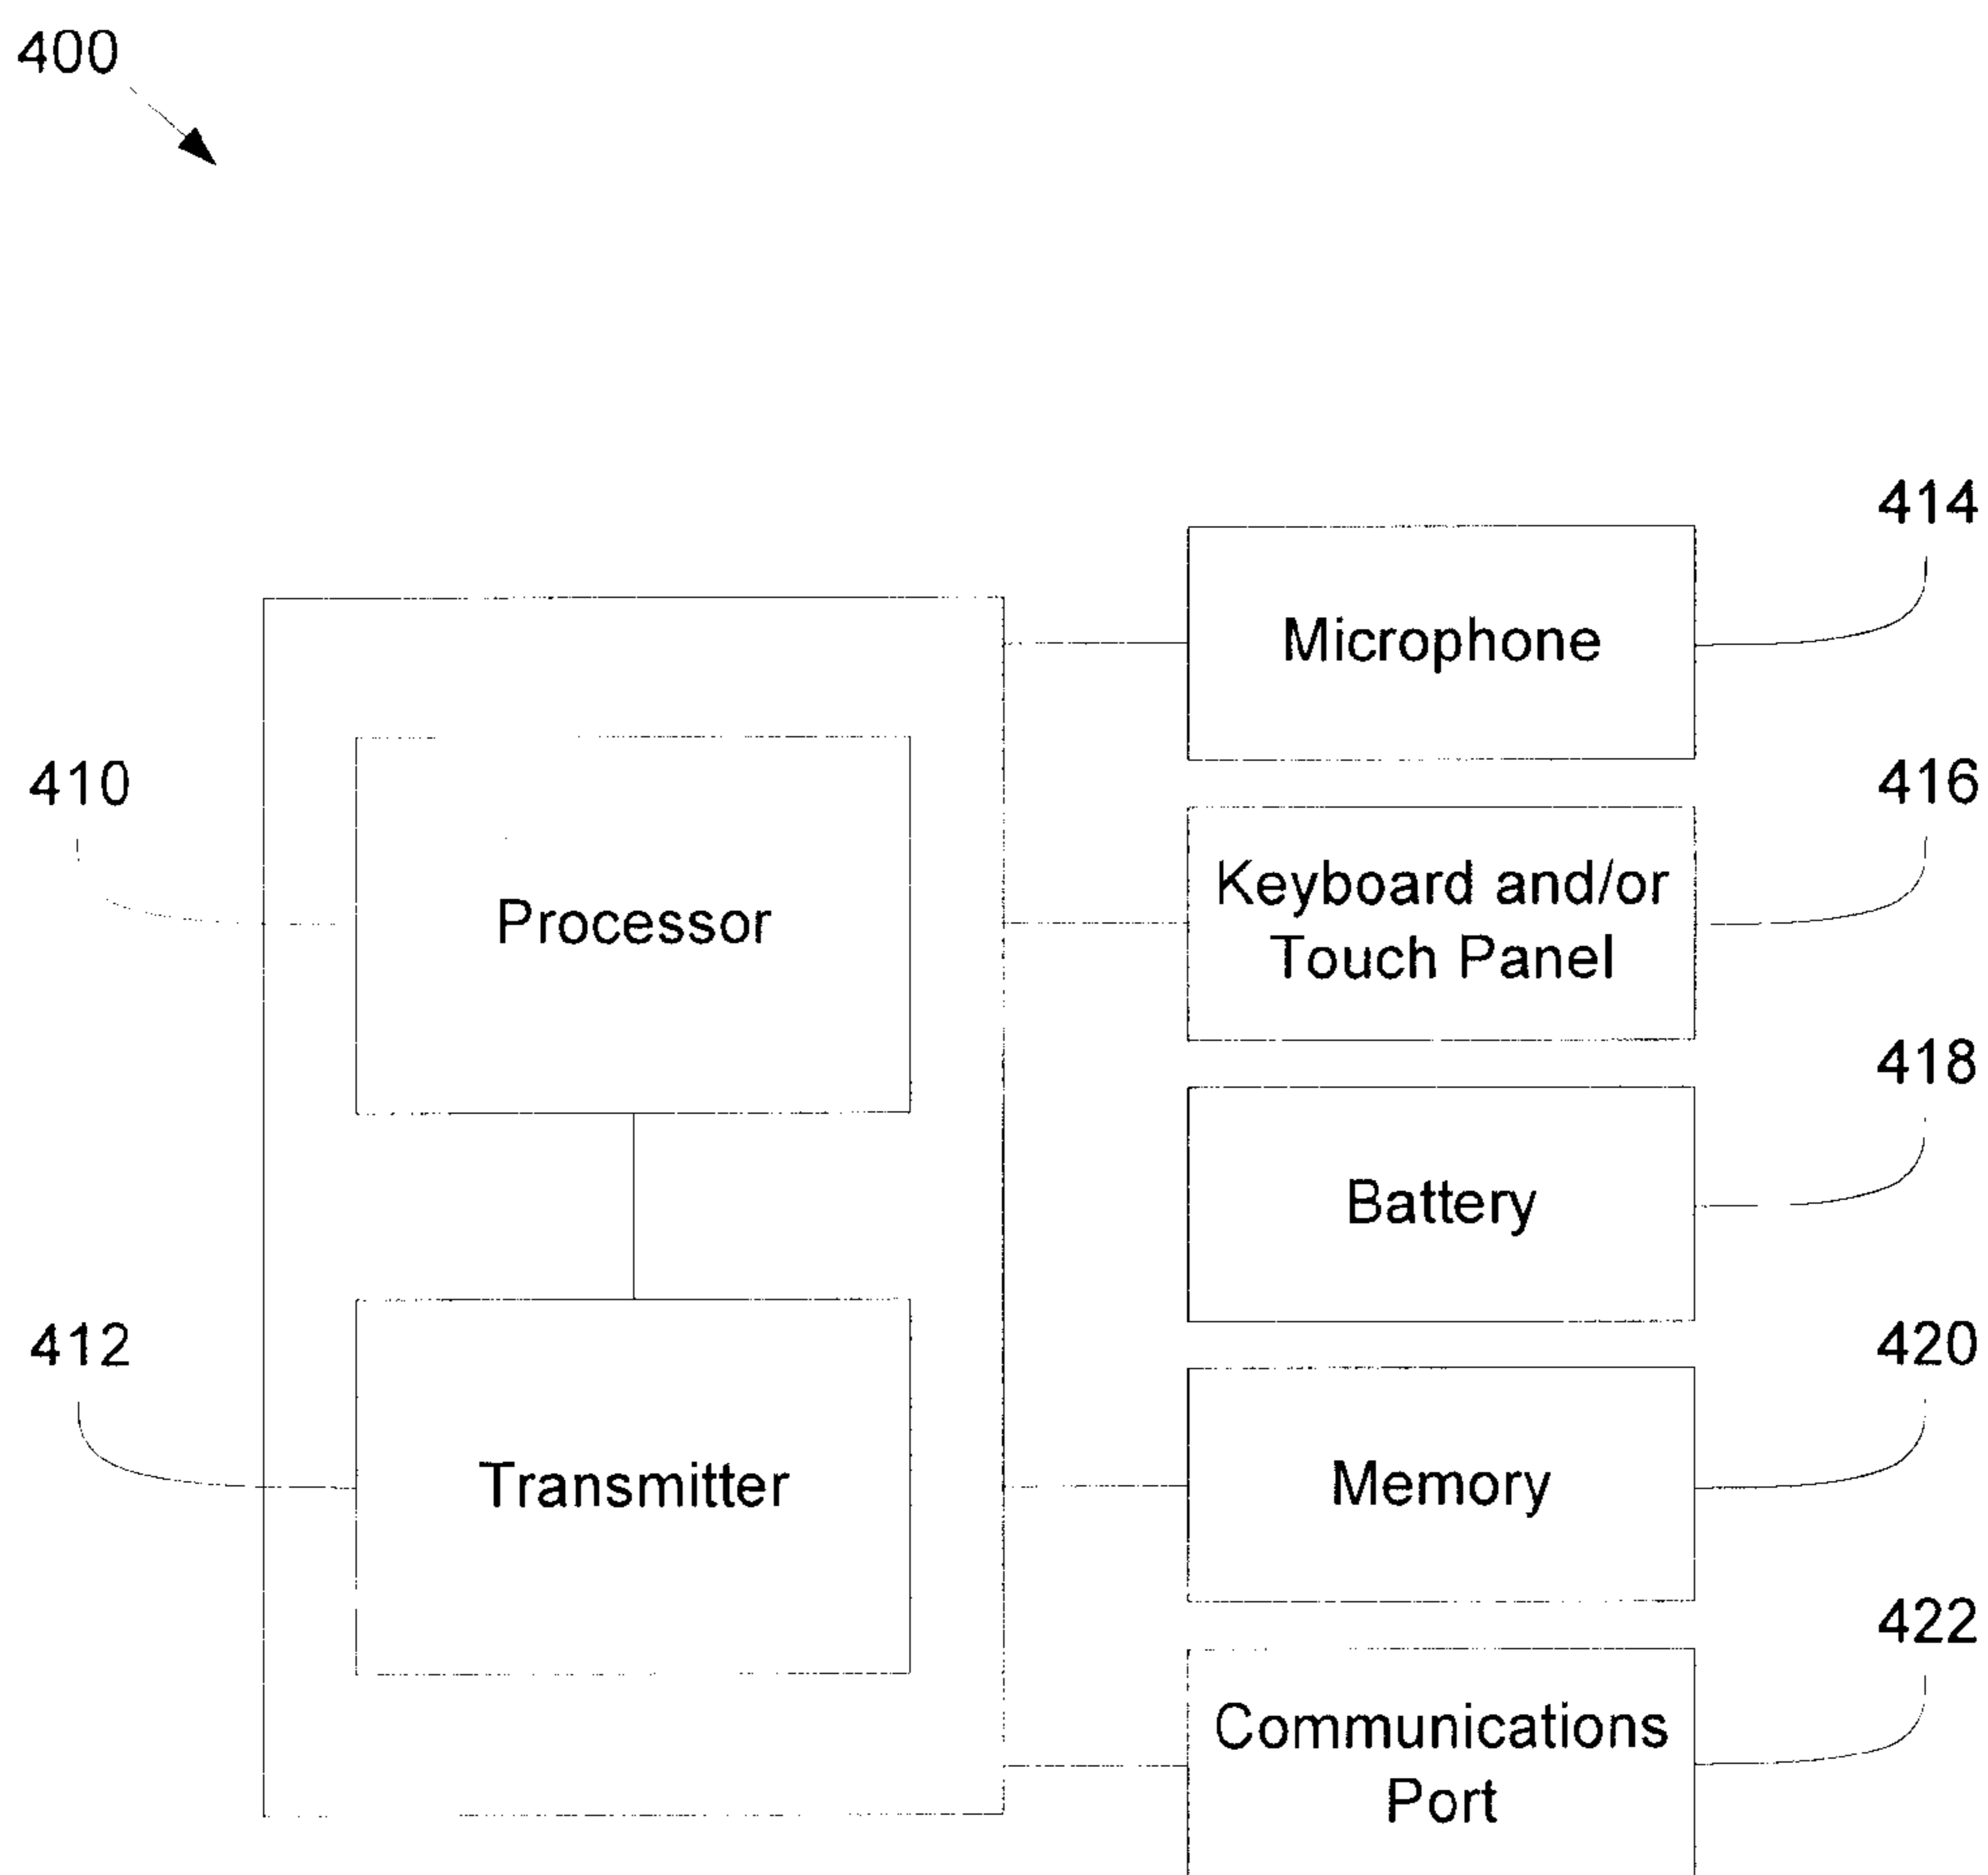 400
414
Microphone
410
416
Processor
Keyboard and/or
Touch Panel
418
Battery
412
420
Transmitter
Memory
422
Communications
Port